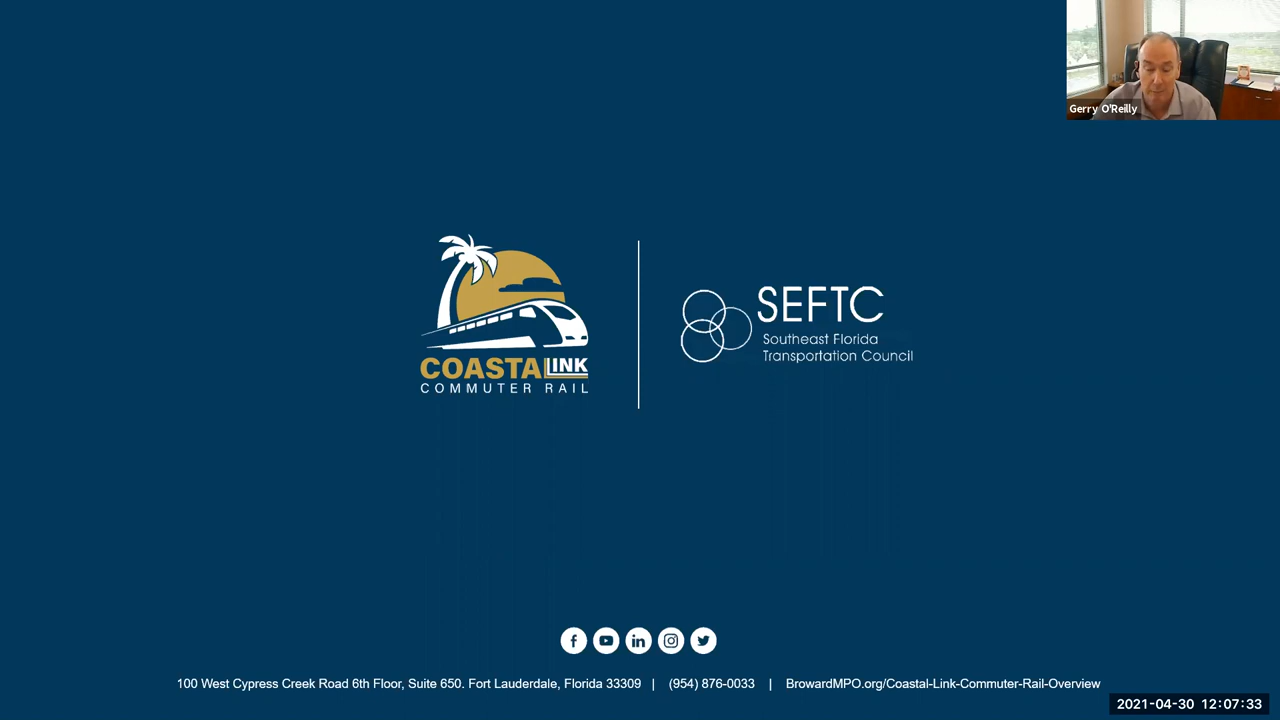 Gerry O'Reilly
COASTALINK
COMMUTER RAIL
SEFTC
Southeast Florida
Transportation Council
100 West Cypress Creek Road 6th Floor, Suite 650. Fort Lauderdale, Florida 33309 | (954) 876-0033 | BrowardMPO.org/Coastal-Link-Commuter-Rail-Overview
2021-04-30 12:07:33